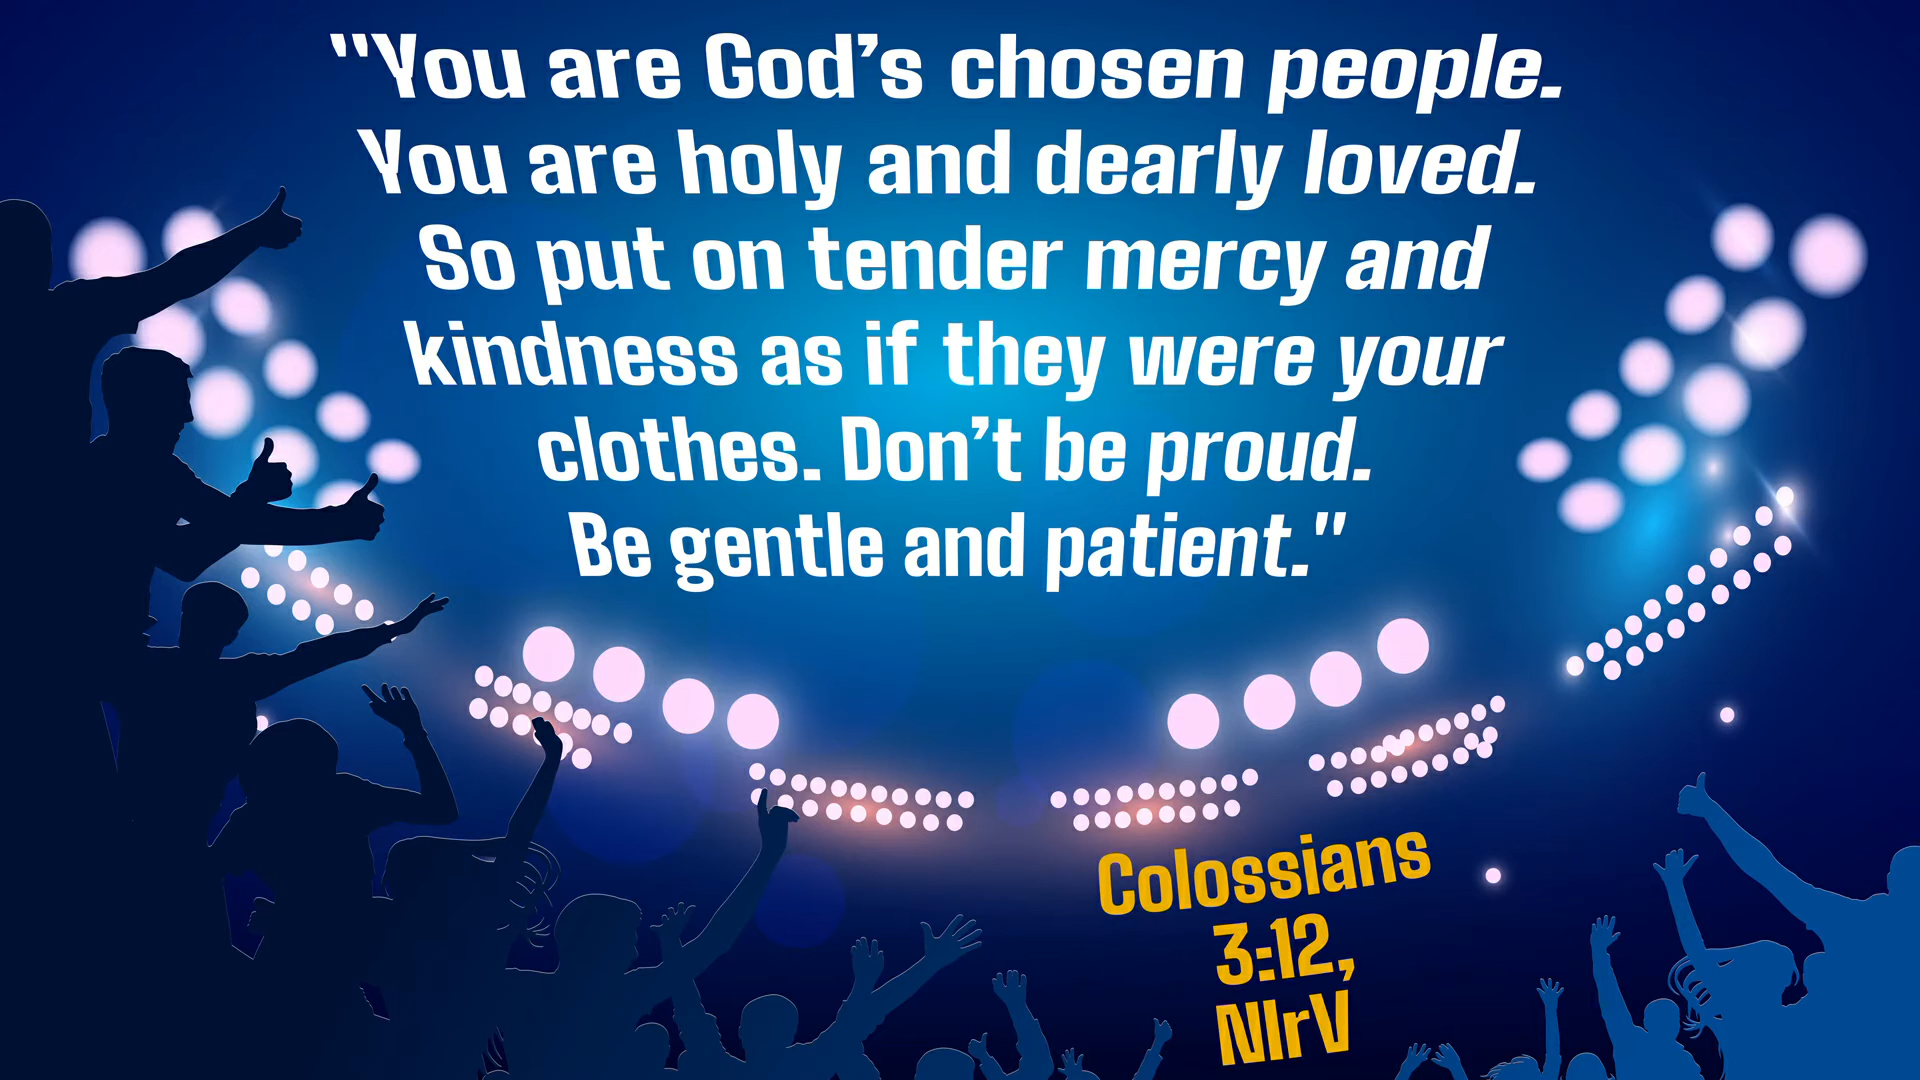 "You are God’s chosen people.
You are holy and dearly loved.
So put on tender mercy and
kindness as if they were your
clothes. Don’t be proud.
Be gentle and patient."
Colossians
3:12,
NIrV